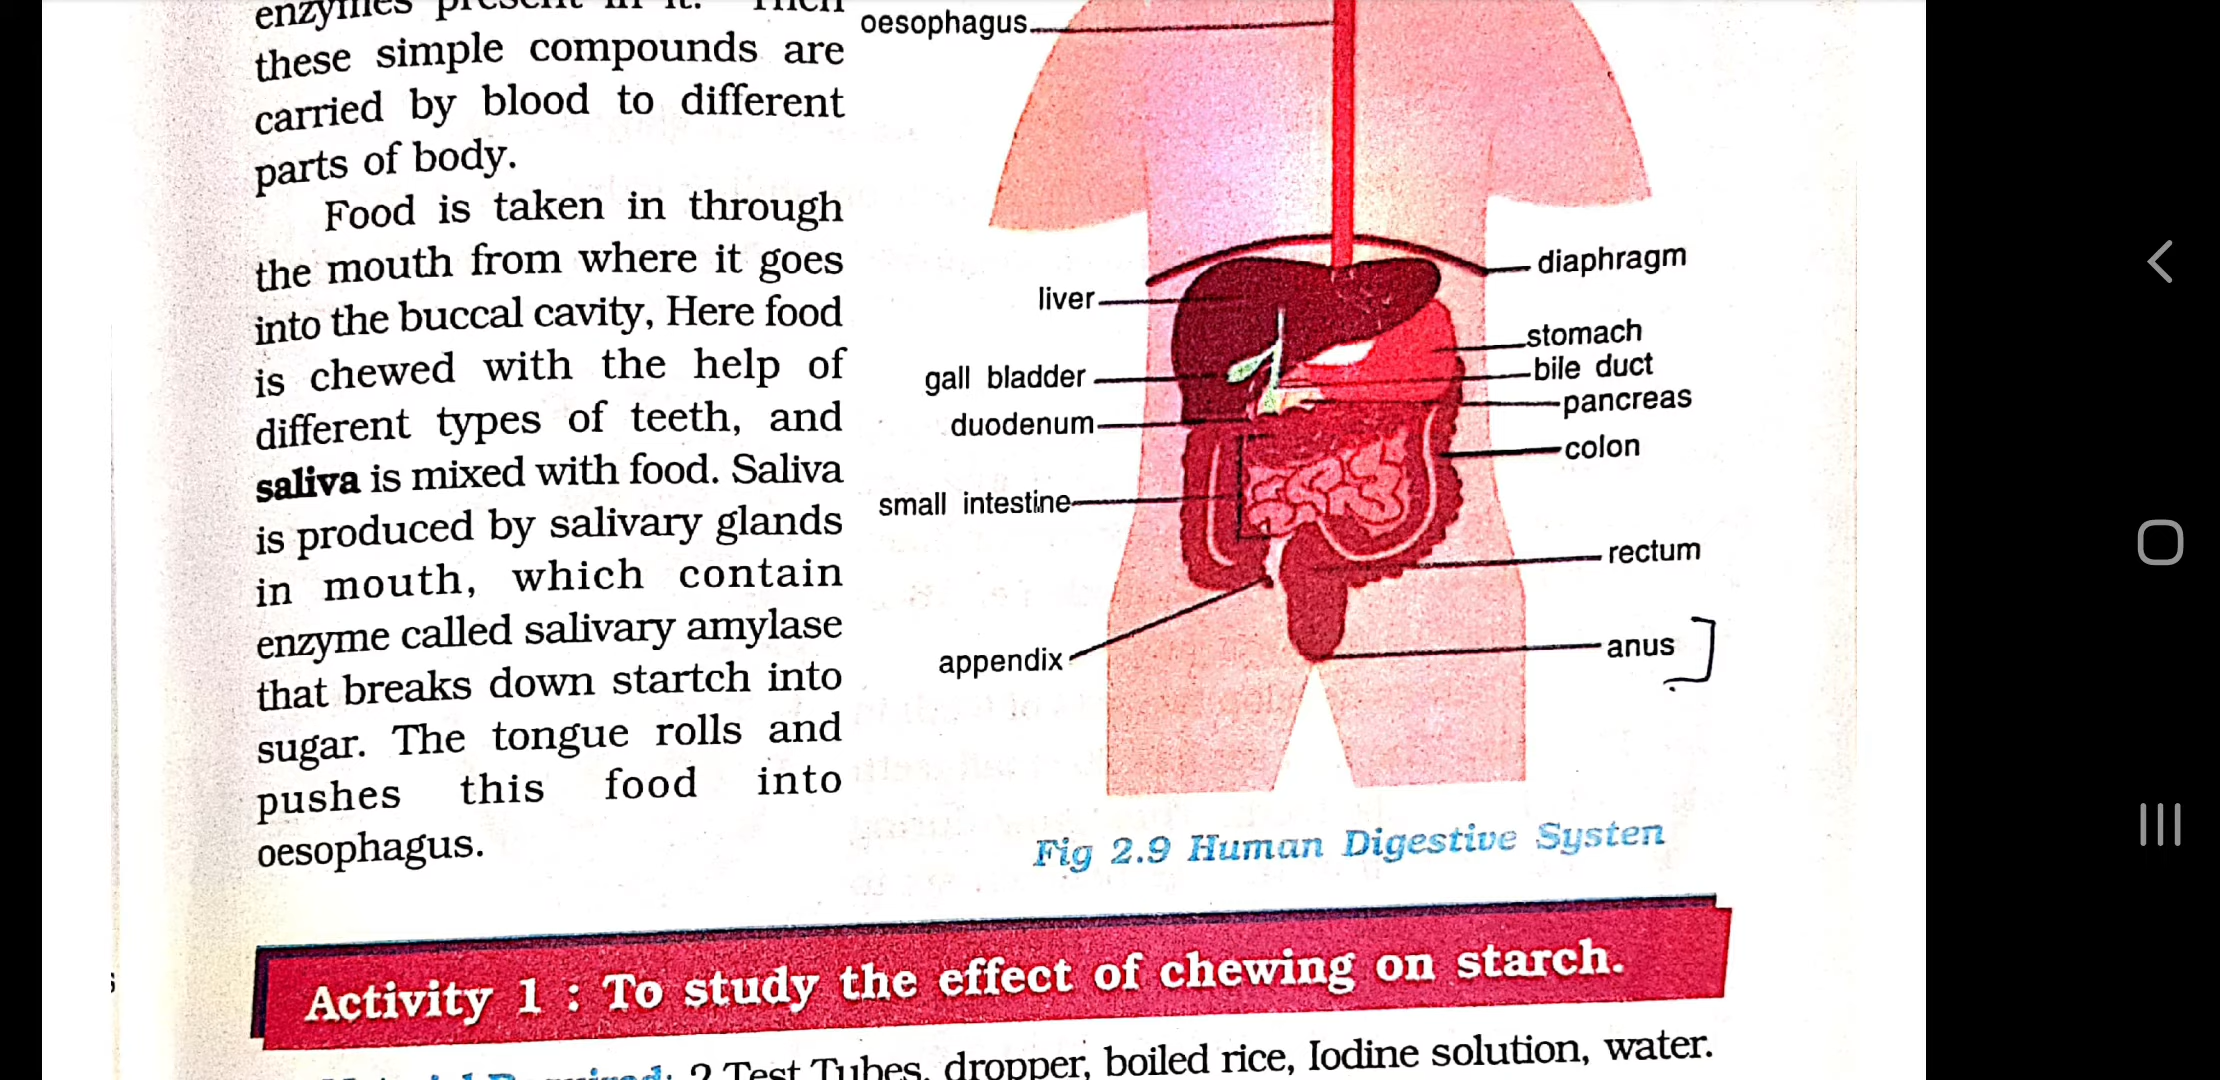 enzymes present in it. Then
these simple compounds are
carried by blood to different
parts of body.
Food is taken in through
the mouth from where it goes
into the buccal cavity, Here food
is chewed with the help of
different types of teeth, and
saliva is mixed with food. Saliva
is produced by salivary glands
in mouth, which contain
enzyme called salivary amylase
that breaks down startch into
sugar. The tongue rolls and
pushes this food into
oesophagus.
oesophagus
diaphragm
liver
stomach
bile duct
gall bladder
pancreas
duodenum
colon
small intestine
rectum
anus
appendix
Fig 2.9 Human Digestive Systen
Activity 1 : To study the effect of chewing on starch.
Required: 2 Test Tubes, dropper, boiled rice, Iodine solution, water.